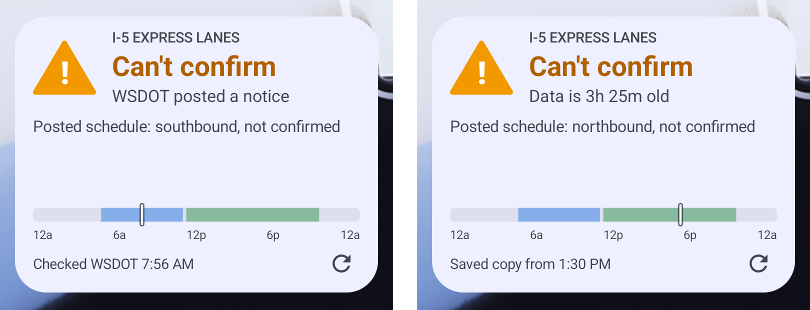 I-5 EXPRESS LANES
Can't confirm
WSDOT posted a notice
Posted schedule: southbound, not confirmed
12a 6a 12p 6p 12a
Checked WSDOT 7:56 AM
I-5 EXPRESS LANES
Can't confirm
Data is 3h 25m old
Posted schedule: northbound, not confirmed
12a 6a 12p 6p 12a
Saved copy from 1:30 PM